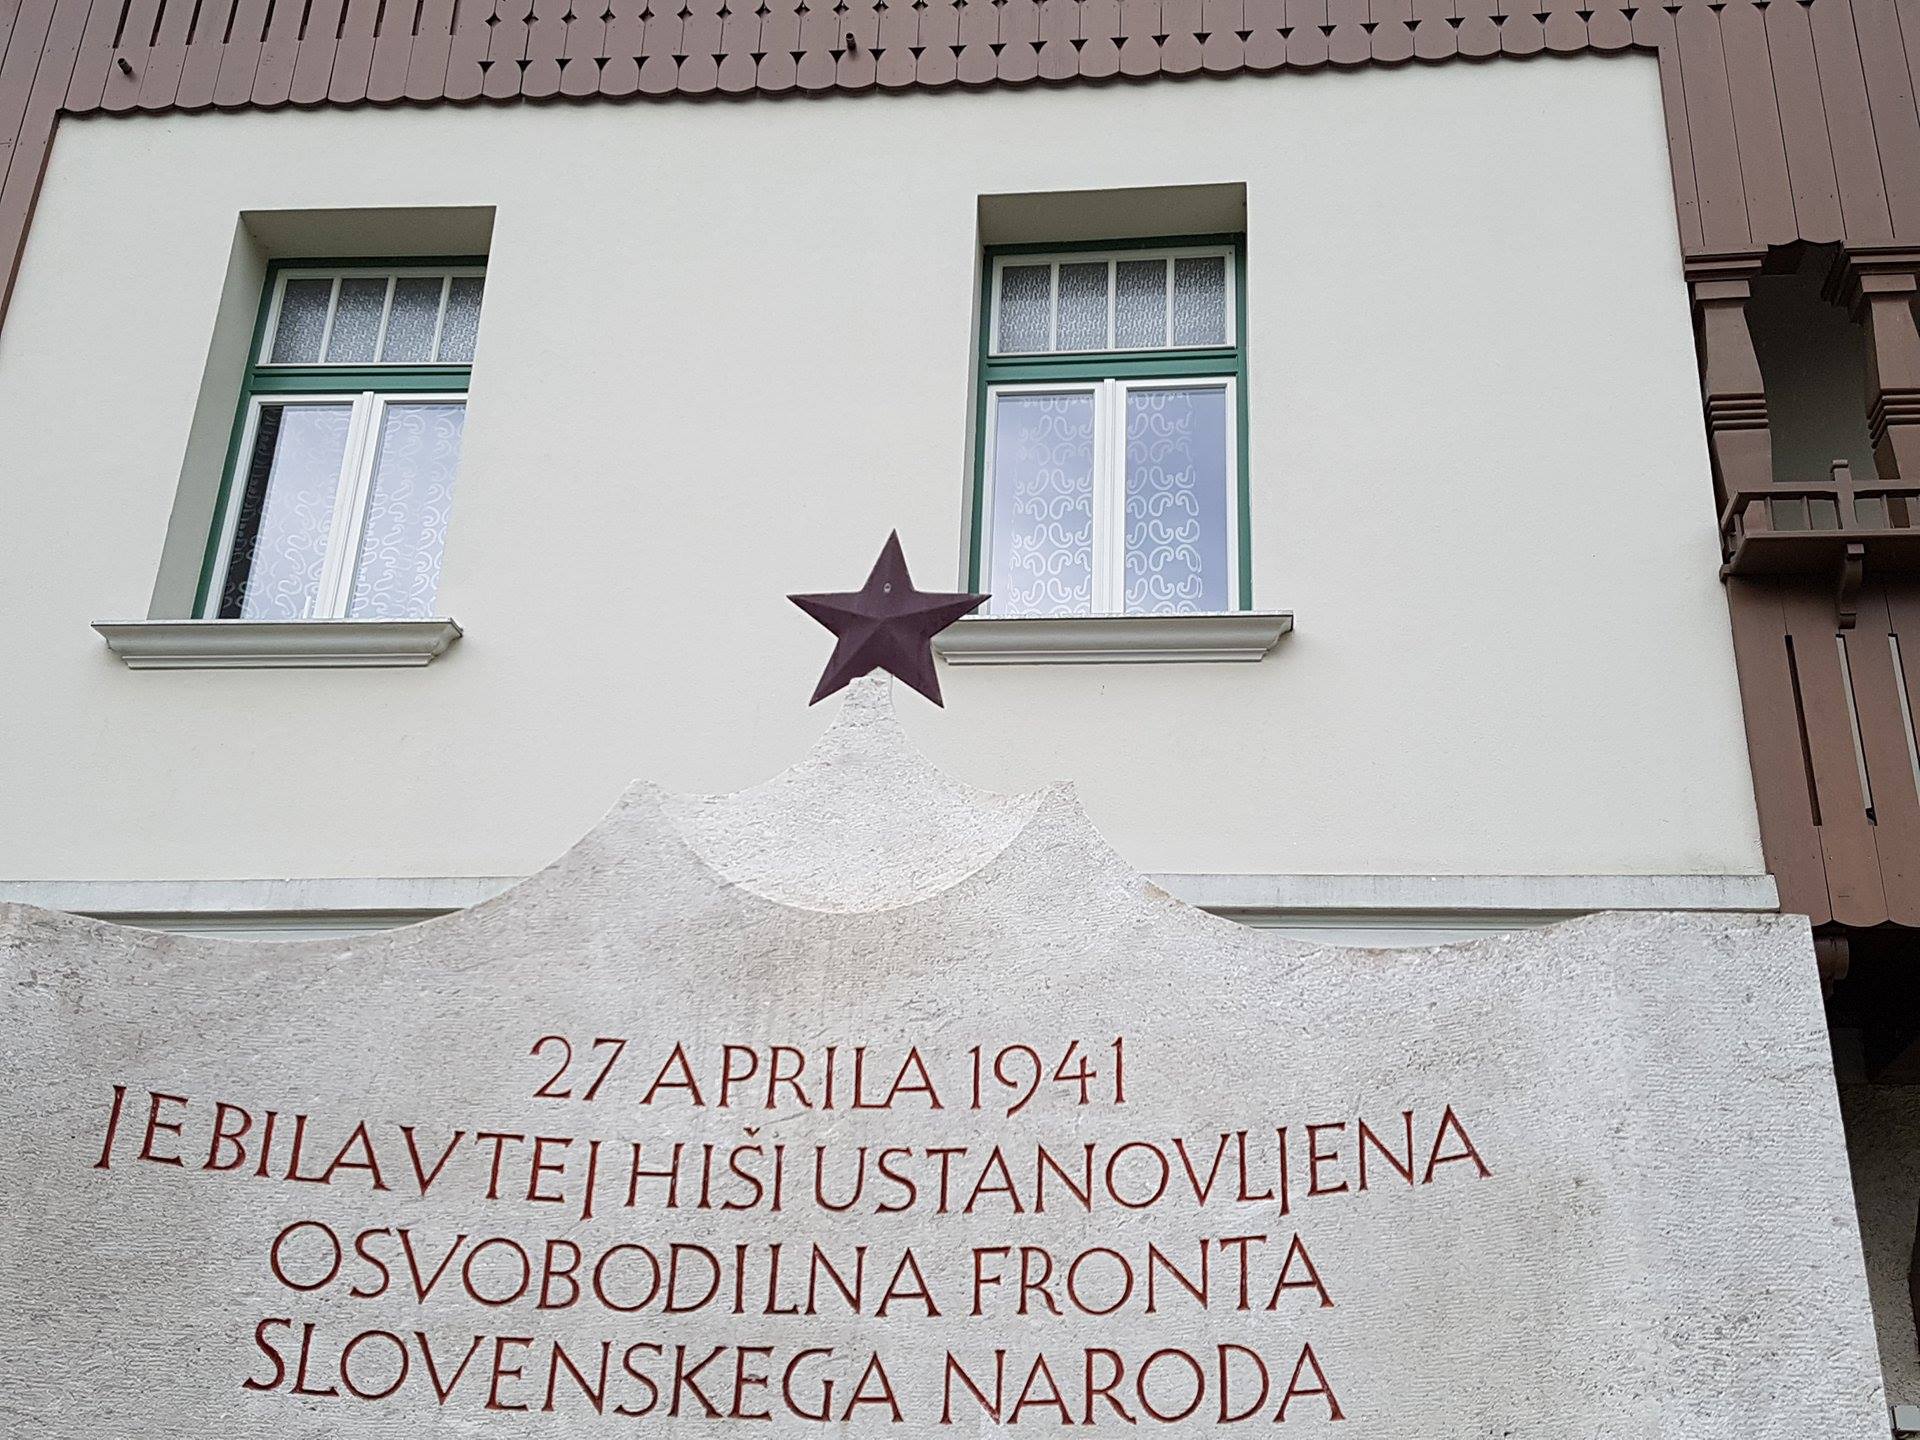 27 APRILA 1941
JE BILA V TEJ HIŠI USTANOVLJENA
OSVOBODILNA FRONTA
SLOVENSKEGA NARODA